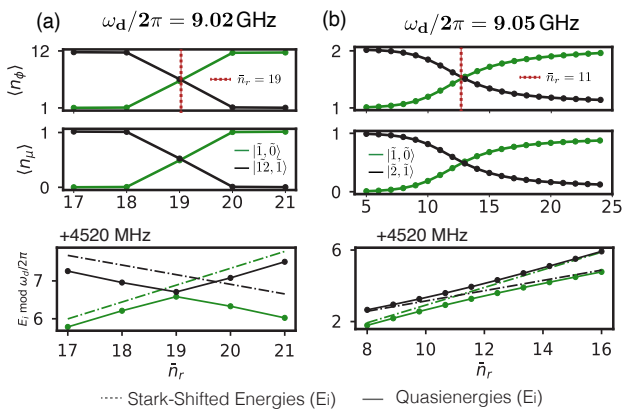 (a) ω_d/2π = 9.02 GHz
12
1
⟨n_ϕ⟩
n̄_r = 19
1
0
⟨n_μ⟩
|1̃, 0̃⟩
|1̃2, 1̃⟩
17 18 19 20 21
+4520 MHz
7
6
E_i mod ω_d/2π
17 18 19 20 21
n̄_r
(b) ω_d/2π = 9.05 GHz
2
1
n̄_r = 11
1
0
|1̃, 0̃⟩
|2̃, 1̃⟩
5 10 15 20 25
+4520 MHz
6
2
8 10 12 14 16
n̄_r
Stark-Shifted Energies (Ei) Quasienergies (Ei)